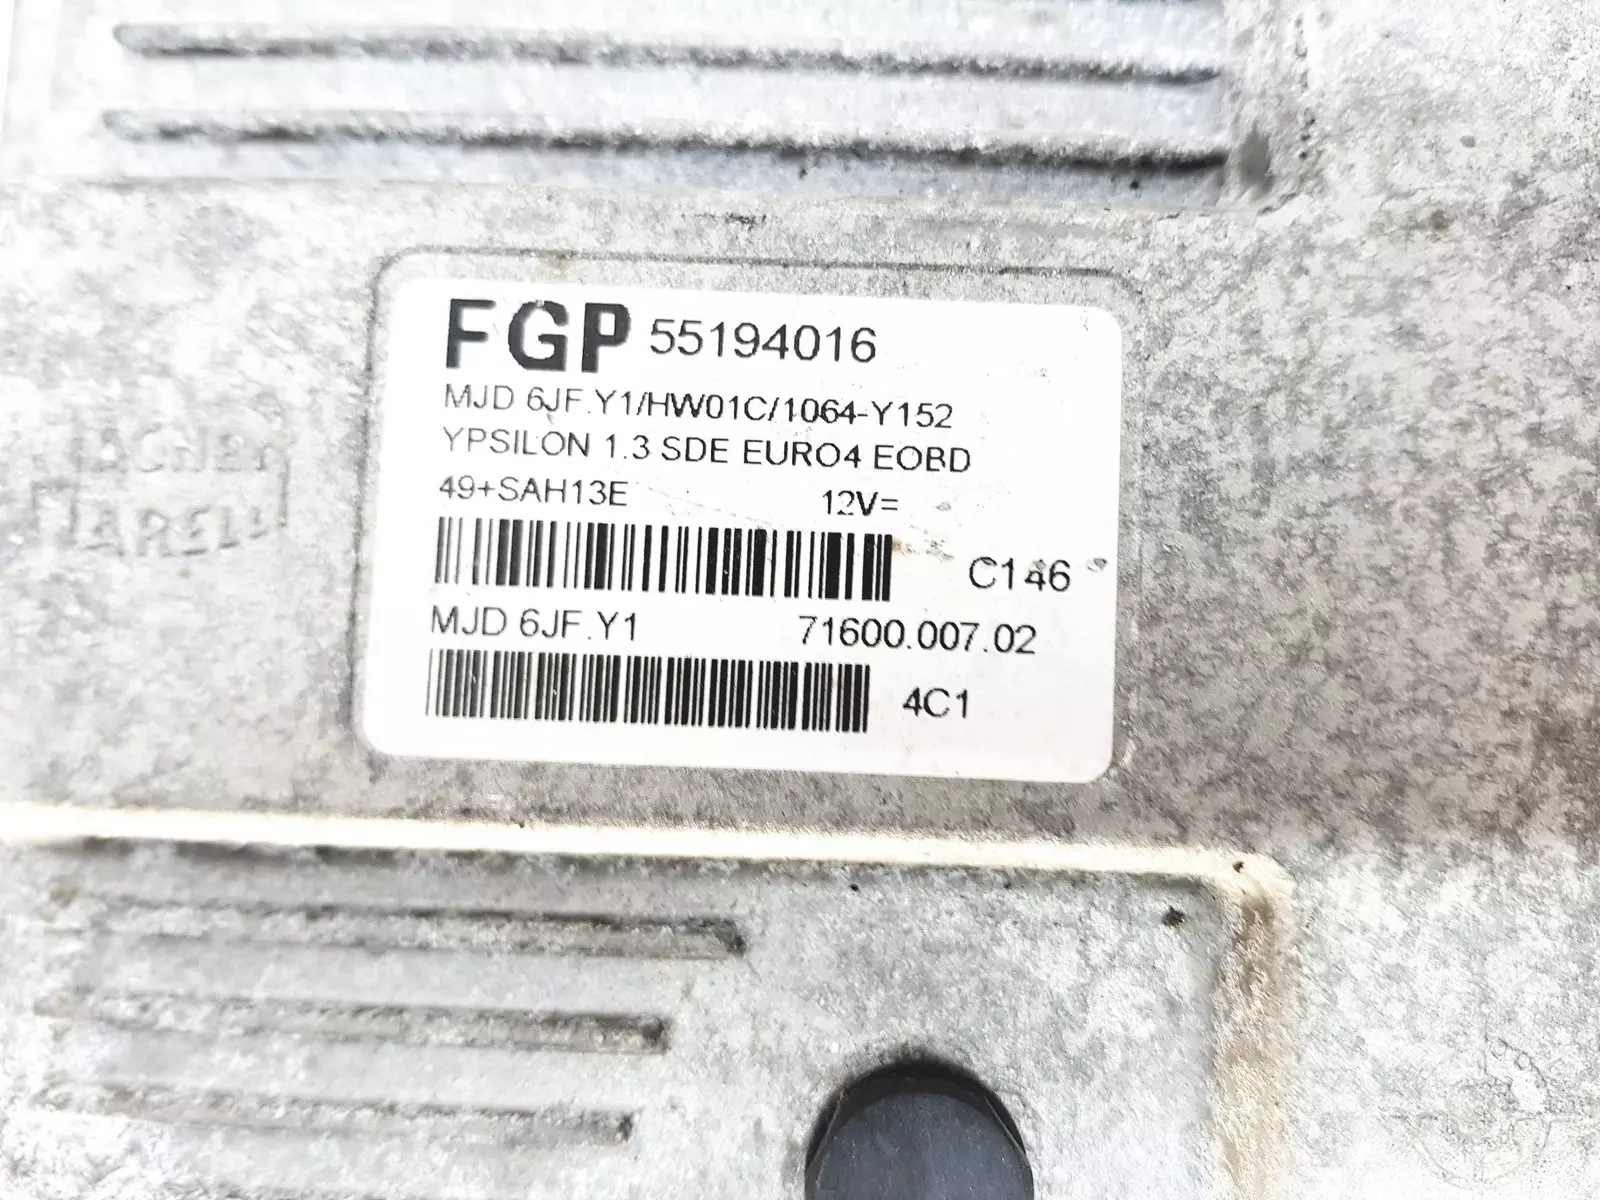 FGP 55194016
MJD 6JF.Y1/HW01C/1064-Y152
YPSILON 1.3 SDE EURO4 EOBD
49+SAH13E 12V=
C146
MJD 6JF.Y1 71600.007.02
4C1
MARELLI